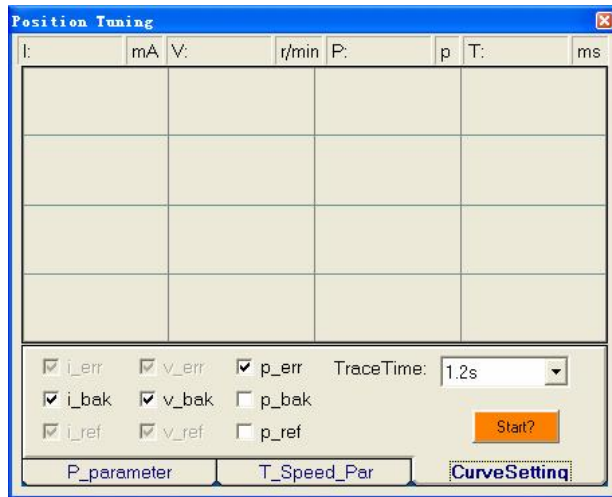 Position Tuning
I: mA V: r/min P: p T: ms
i_err v_err p_err TraceTime: 1.2s
i_bak v_bak p_bak
i_ref v_ref p_ref Start?
P_parameter T_Speed_Par CurveSetting